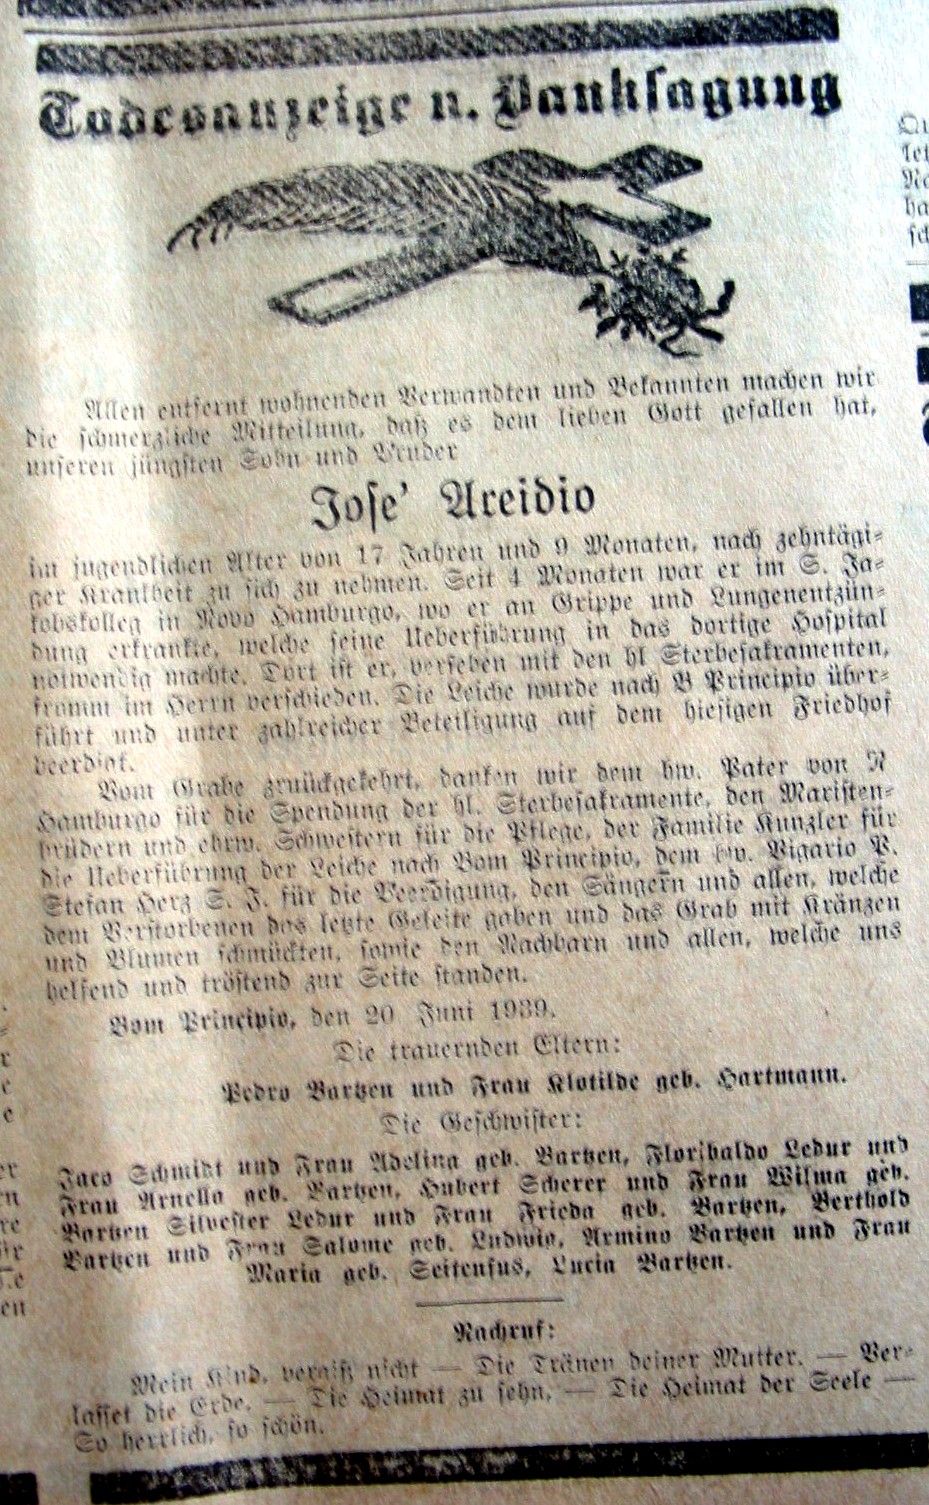 Todesanzeige u. Danksagung
Allen entfernt wohnenden Verwandten und Bekannten machen wir
die schmerzliche Mitteilung, daß es dem lieben Gott gefallen hat,
unseren jüngsten Sohn und Bruder
Jose' Areidio
im jugendlichen Alter von 17 Jahren und 9 Monaten, nach zehntägi-
ger Krankheit zu sich zu nehmen. Seit 4 Monaten war er im S. Ja-
kobskolleg in Novo Hamburgo, wo er an Grippe und Lungenentzün-
dung erkrankte, welche seine Ueberführung in das dortige Hospital
notwendig machte. Dort ist er, versehen mit den hl Sterbesakramenten,
fromm im Herrn verschieden. Die Leiche wurde nach B Principio über-
führt und unter zahlreicher Beteiligung auf dem hiesigen Friedhof
beerdigt.
Vom Grabe zurückgekehrt, danken wir dem hw. Pater von N
Hamburgo für die Spendung der hl. Sterbesakramente, den Maristen-
brüdern und ehrw. Schwestern für die Pflege, der Familie Kunzler für
die Ueberführung der Leiche nach Bom Principio, dem hw. Vigario P.
Stefan Herz S. J. für die Beerdigung, den Sängern und allen, welche
dem Verstorbenen das letzte Geleite gaben und das Grab mit Kränzen
und Blumen schmückten, sowie den Nachbarn und allen, welche uns
helfend und tröstend zur Seite standen.
Bom Principio, den 20 Juni 1939.
Die trauernden Eltern:
Pedro Bartzen und Frau Klotilde geb. Hartmann.
Die Geschwister:
Jaco Schmidt und Frau Adelina geb. Bartzen, Floribaldo Ledur und
Frau Arnella geb. Bartzen, Hubert Scherer und Frau Wilma geb.
Bartzen Silvester Ledur und Frau Frieda geb. Bartzen, Berthold
Bartzen und Frau Salome geb. Ludwig, Armino Bartzen und Frau
Maria geb. Seitenfus, Lucia Bartzen.
Nachruf:
Mein Kind, vergiß nicht — Die Tränen deiner Mutter. — Ver-
lasset die Erde. — Die Heimat zu sehn, — Die Heimat der Seele —
So herrlich, so schön.